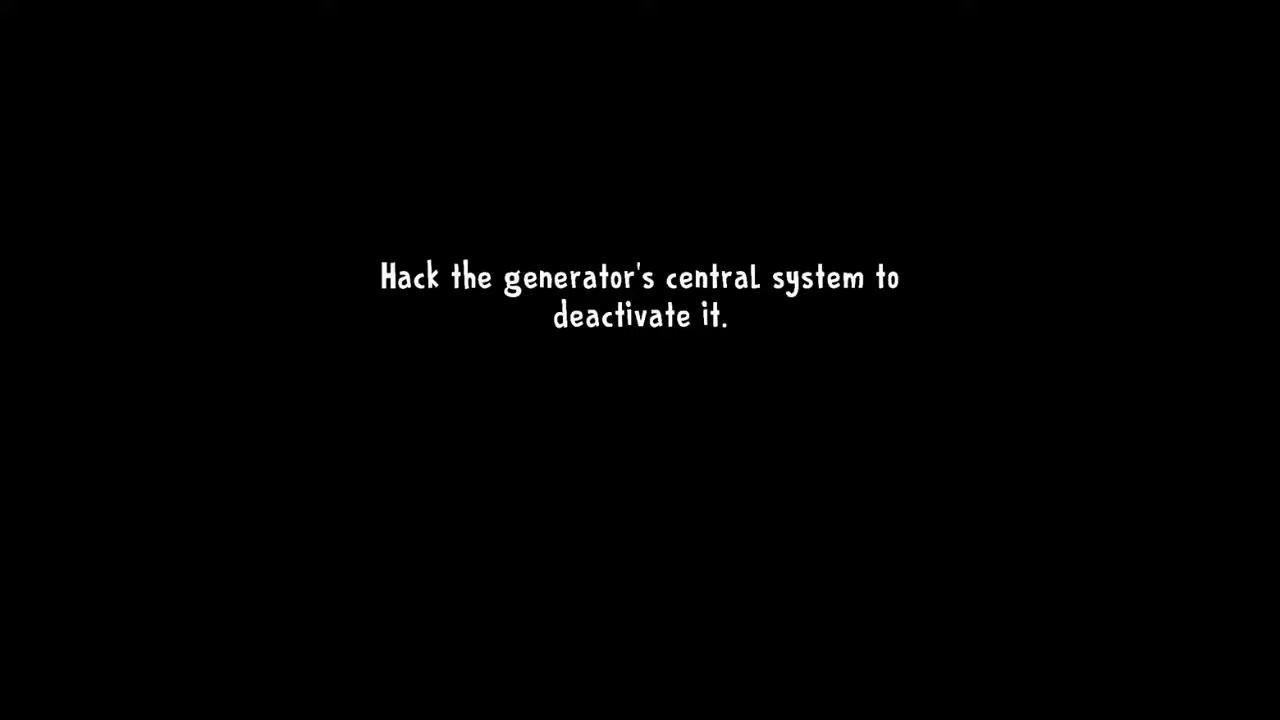 Hack the generator's central system to
deactivate it.